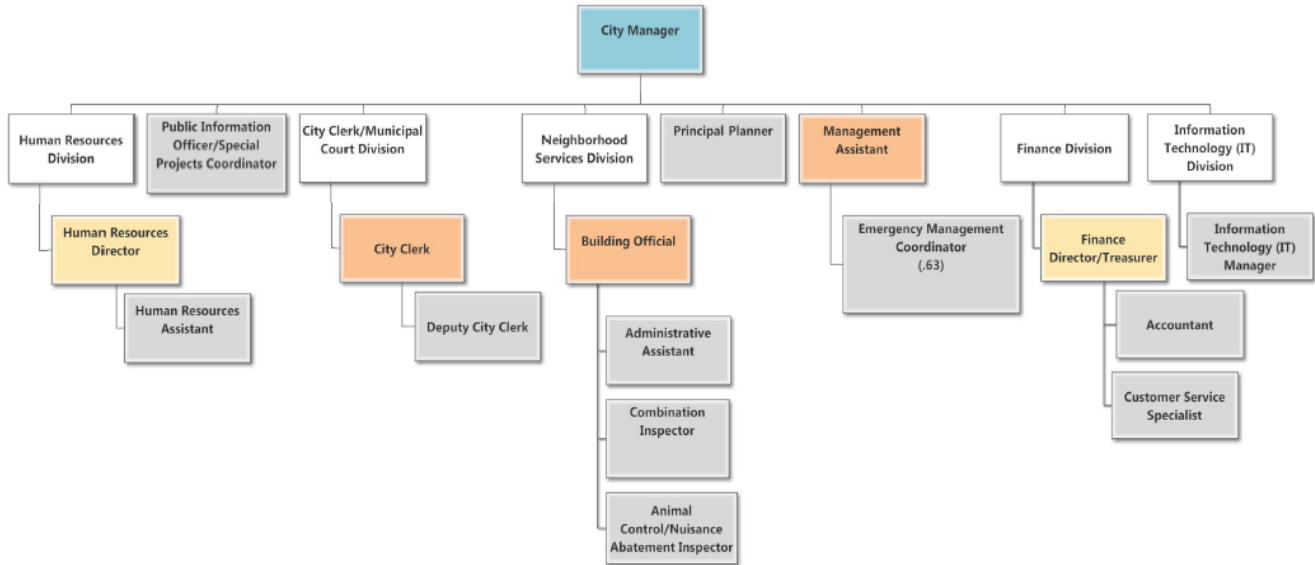 City Manager
Human Resources
Division
Public Information
Officer/Special
Projects Coordinator
City Clerk/Municipal
Court Division
Neighborhood
Services Division
Principal Planner
Management
Assistant
Finance Division
Information
Technology (IT)
Division
Human Resources
Director
City Clerk
Building Official
Emergency Management
Coordinator
(.63)
Finance
Director/Treasurer
Information
Technology (IT)
Manager
Human Resources
Assistant
Deputy City Clerk
Administrative
Assistant
Accountant
Combination
Inspector
Customer Service
Specialist
Animal
Control/Nuisance
Abatement Inspector